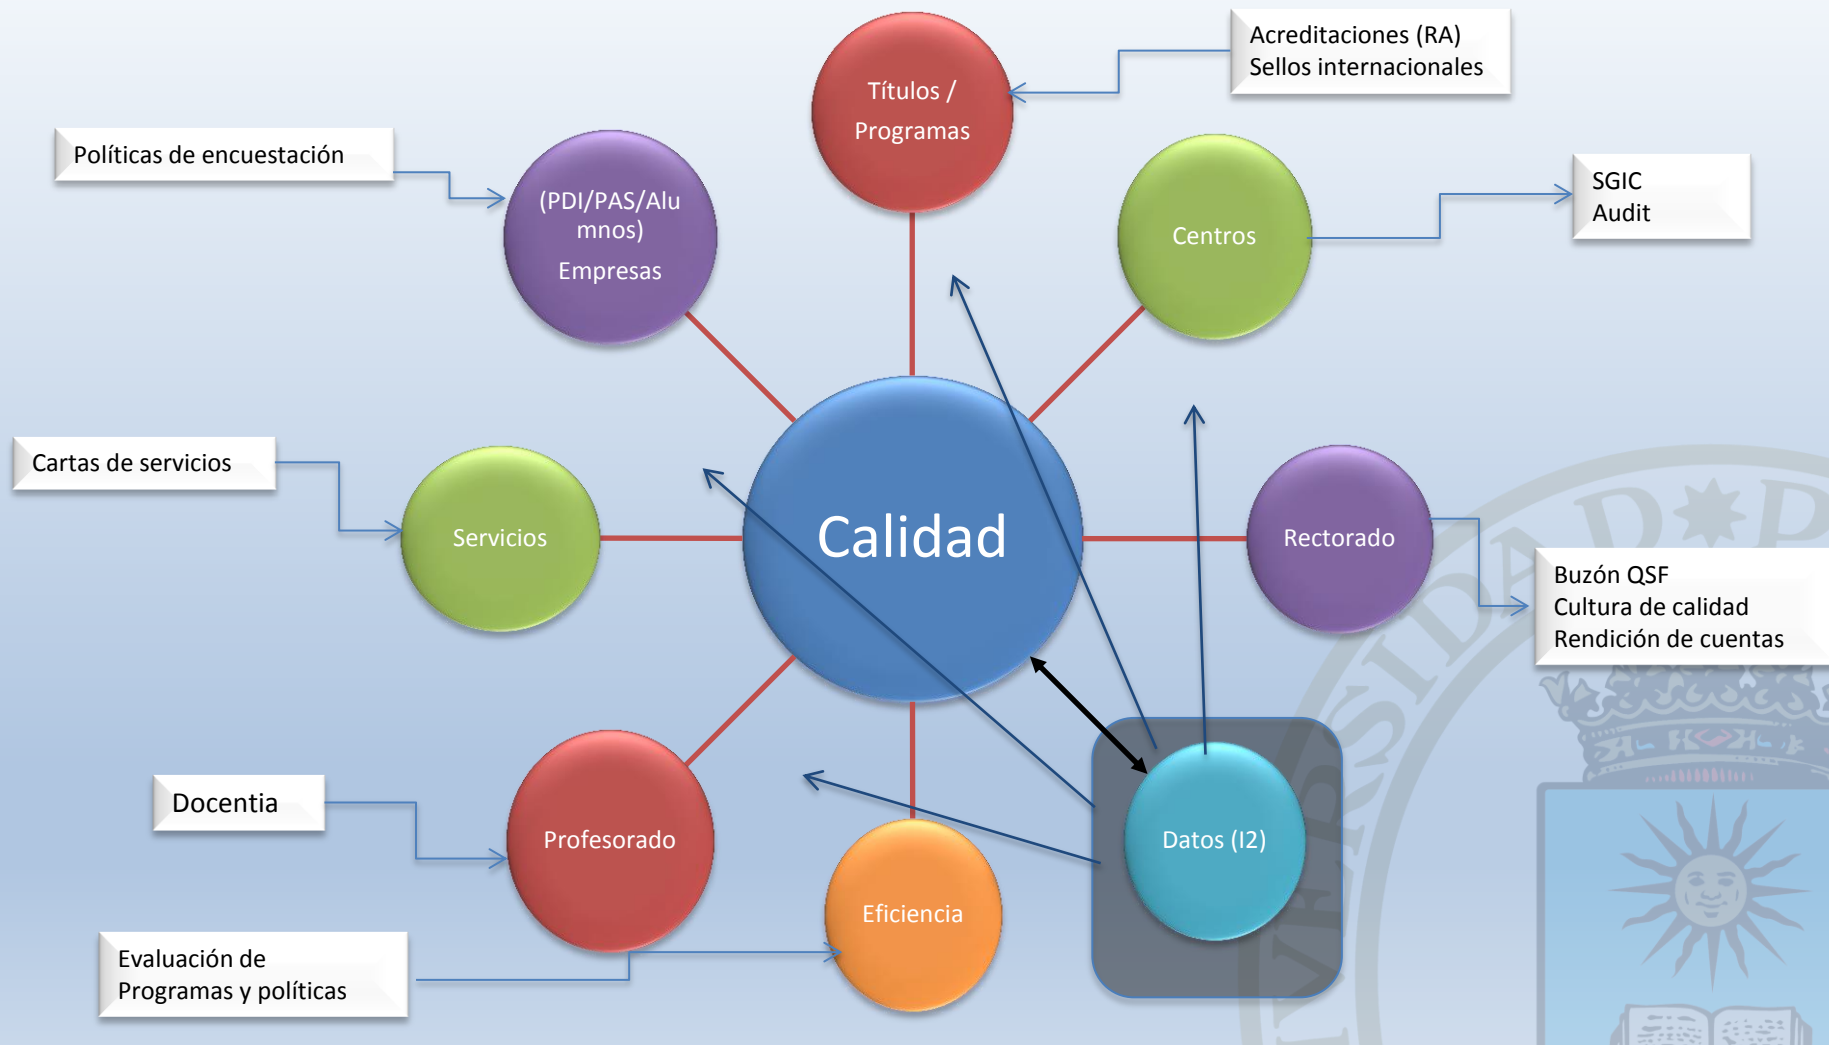 Títulos /
Programas
Acreditaciones (RA)
Sellos internacionales
Políticas de encuestación
(PDI/PAS/Alu
mnos)
Empresas
Centros
SGIC
Audit
Cartas de servicios
Servicios
Calidad
Rectorado
Buzón QSF
Cultura de calidad
Rendición de cuentas
Docentia
Profesorado
Eficiencia
Datos (I2)
Evaluación de
Programas y políticas